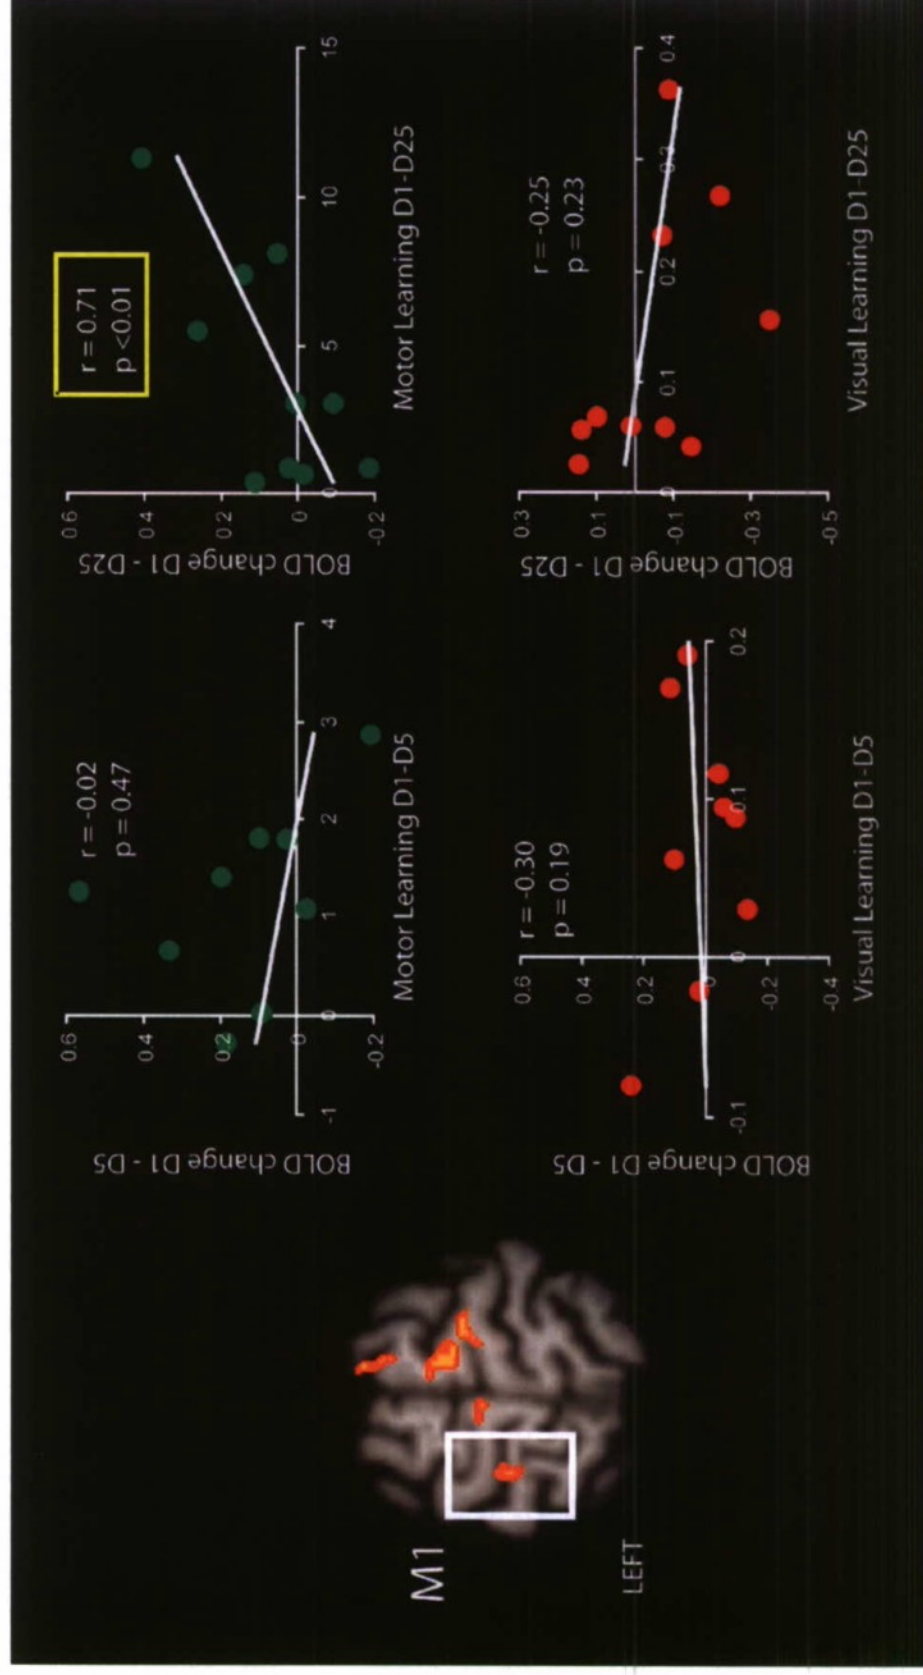 M1
LEFT
BOLD change D1 - D5
0.6
0.4
0.2
0
-0.2
-1
0
1
2
3
4
r = -0.02
p = 0.47
Motor Learning D1-D5
BOLD change D1 - D25
0.6
0.4
0.2
0
-0.2
0
5
10
15
r = 0.71
p <0.01
Motor Learning D1-D25
BOLD change D1 - D5
0.6
0.4
0.2
0
-0.2
-0.4
-0.1
0
0.1
0.2
r = -0.30
p = 0.19
Visual Learning D1-D5
BOLD change D1 - D25
0.3
0.1
-0.1
-0.3
-0.5
0
0.1
0.2
0.3
0.4
r = -0.25
p = 0.23
Visual Learning D1-D25